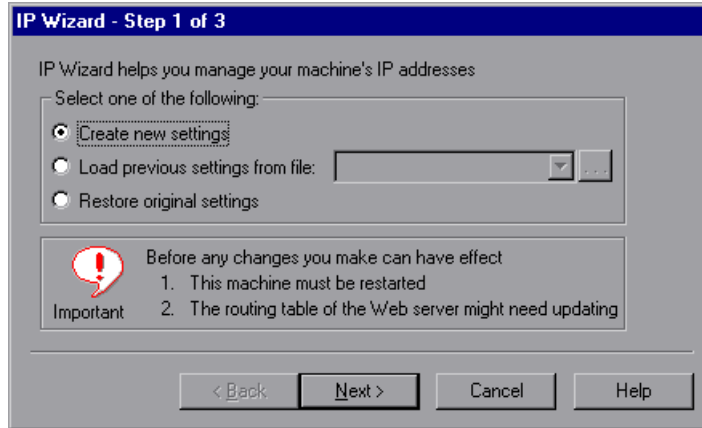 IP Wizard - Step 1 of 3
IP Wizard helps you manage your machine's IP addresses
Select one of the following:
Create new settings
Load previous settings from file:
...
Restore original settings
Before any changes you make can have effect
1. This machine must be restarted
2. The routing table of the Web server might need updating
Important
< Back
Next >
Cancel
Help